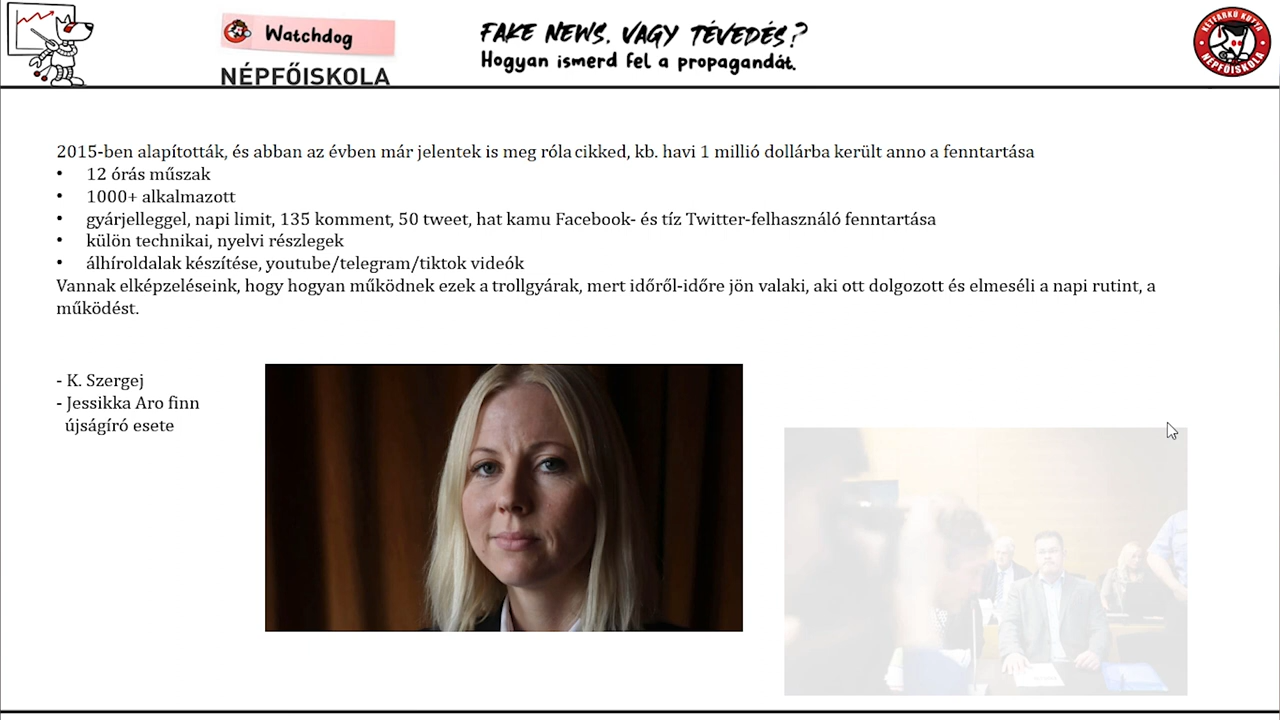 Watchdog
NÉPFŐISKOLA
FAKE NEWS, VAGY TÉVEDÉS?
Hogyan ismerd fel a propagandát.
KÉTFARKÚ KUTYA
NÉPFŐISKOLA
2015-ben alapították, és abban az évben már jelentek is meg róla cikked, kb. havi 1 millió dollárba került anno a fenntartása
• 12 órás műszak
• 1000+ alkalmazott
• gyárjelleggel, napi limit, 135 komment, 50 tweet, hat kamu Facebook- és tíz Twitter-felhasználó fenntartása
• külön technikai, nyelvi részlegek
• álhíroldalak készítése, youtube/telegram/tiktok videók
Vannak elképzeléseink, hogy hogyan működnek ezek a trollgyárak, mert időről-időre jön valaki, aki ott dolgozott és elmeséli a napi rutint, a
működést.
- K. Szergej
- Jessikka Aro finn
újságíró esete